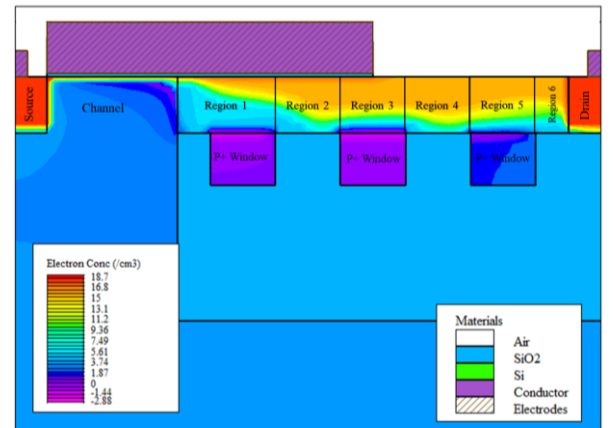 Source
Channel
Region 1
Region 2
Region 3
Region 4
Region 5
Region 6
Drain
P+ Window
P+ Window
P+ Window
Electron Conc (/cm3)
18.7
16.8
15
13.1
11.2
9.36
7.49
5.61
3.74
1.87
0
-1.44
-2.88
Materials
Air
SiO2
Si
Conductor
Electrodes